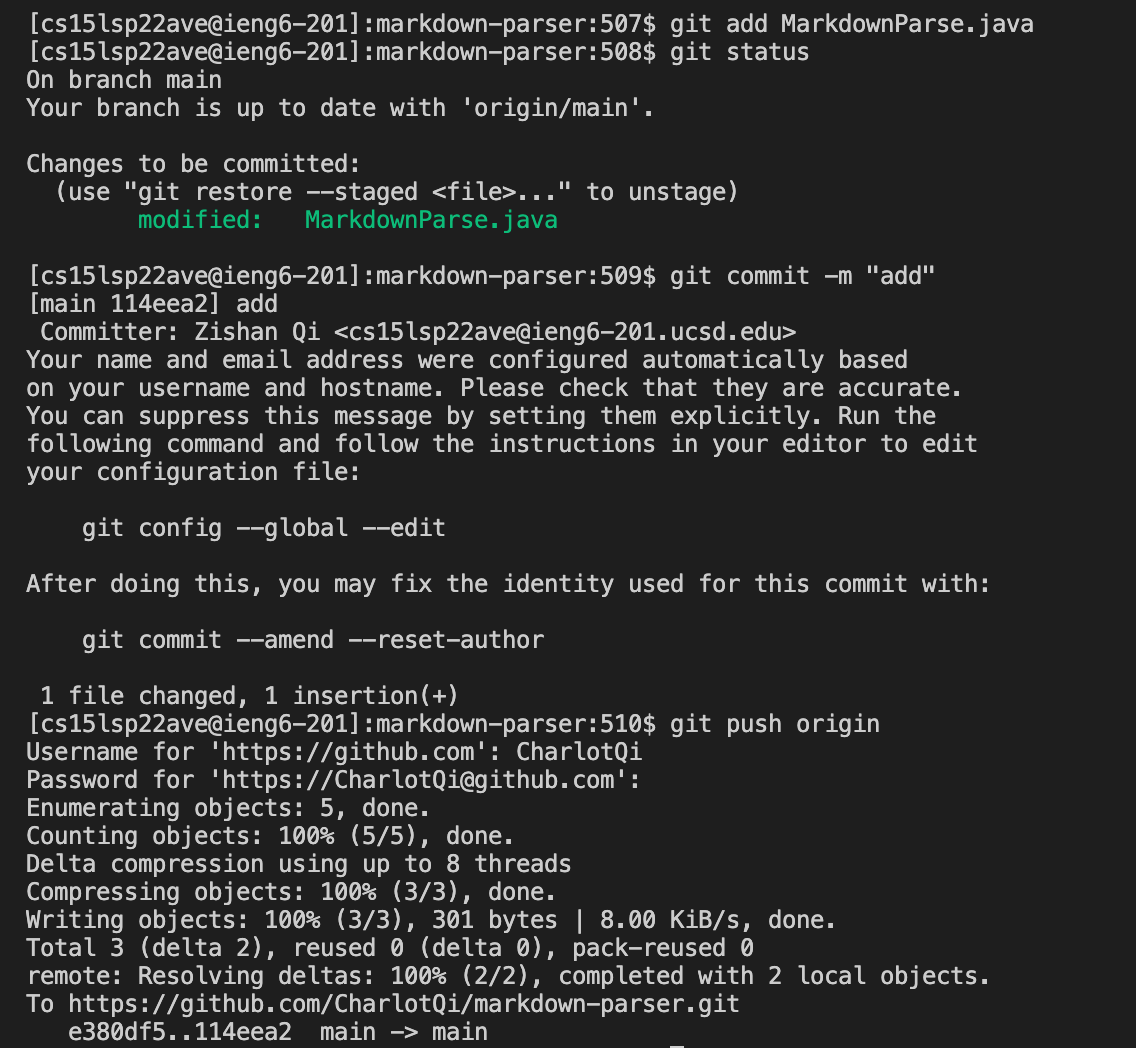 [cs15lsp22ave@ieng6-201]:markdown-parser:507$ git add MarkdownParse.java
[cs15lsp22ave@ieng6-201]:markdown-parser:508$ git status
On branch main
Your branch is up to date with 'origin/main'.

Changes to be committed:
  (use "git restore --staged <file>..." to unstage)
        modified:   MarkdownParse.java

[cs15lsp22ave@ieng6-201]:markdown-parser:509$ git commit -m "add"
[main 114eea2] add
 Committer: Zishan Qi <cs15lsp22ave@ieng6-201.ucsd.edu>
Your name and email address were configured automatically based
on your username and hostname. Please check that they are accurate.
You can suppress this message by setting them explicitly. Run the
following command and follow the instructions in your editor to edit
your configuration file:

    git config --global --edit

After doing this, you may fix the identity used for this commit with:

    git commit --amend --reset-author

 1 file changed, 1 insertion(+)
[cs15lsp22ave@ieng6-201]:markdown-parser:510$ git push origin
Username for 'https://github.com': CharlotQi
Password for 'https://CharlotQi@github.com':
Enumerating objects: 5, done.
Counting objects: 100% (5/5), done.
Delta compression using up to 8 threads
Compressing objects: 100% (3/3), done.
Writing objects: 100% (3/3), 301 bytes | 8.00 KiB/s, done.
Total 3 (delta 2), reused 0 (delta 0), pack-reused 0
remote: Resolving deltas: 100% (2/2), completed with 2 local objects.
To https://github.com/CharlotQi/markdown-parser.git
   e380df5..114eea2  main -> main